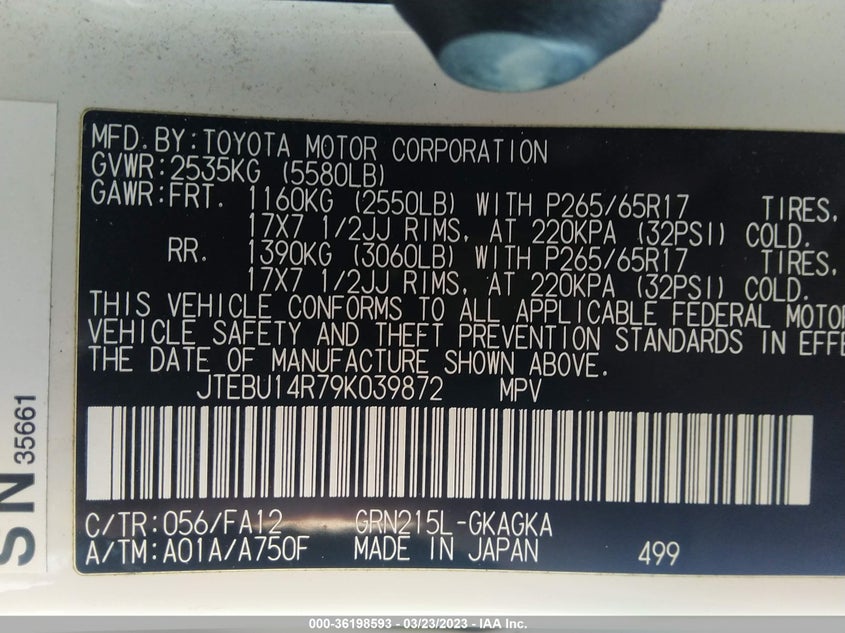 MFD.BY:TOYOTA MOTOR CORPORATION
GVWR:2535KG (5580LB)
GAWR:FRT. 1160KG (2550LB) WITH P265/65R17 TIRES,
17X7 1/2JJ RIMS, AT 220KPA (32PSI) COLD.
RR. 1390KG (3060LB) WITH P265/65R17 TIRES,
17X7 1/2JJ RIMS, AT 220KPA (32PSI) COLD.
THIS VEHICLE CONFORMS TO ALL APPLICABLE FEDERAL MOTO
VEHICLE SAFETY AND THEFT PREVENTION STANDARDS IN EFFE
THE DATE OF MANUFACTURE SHOWN ABOVE.
JTEBU14R79K039872 MPV
C/TR:056/FA12 GRN215L-GKAGKA
A/TM:A01A/A750F MADE IN JAPAN 499
SN 35661
000-36198593 - 03/23/2023 - IAA Inc.